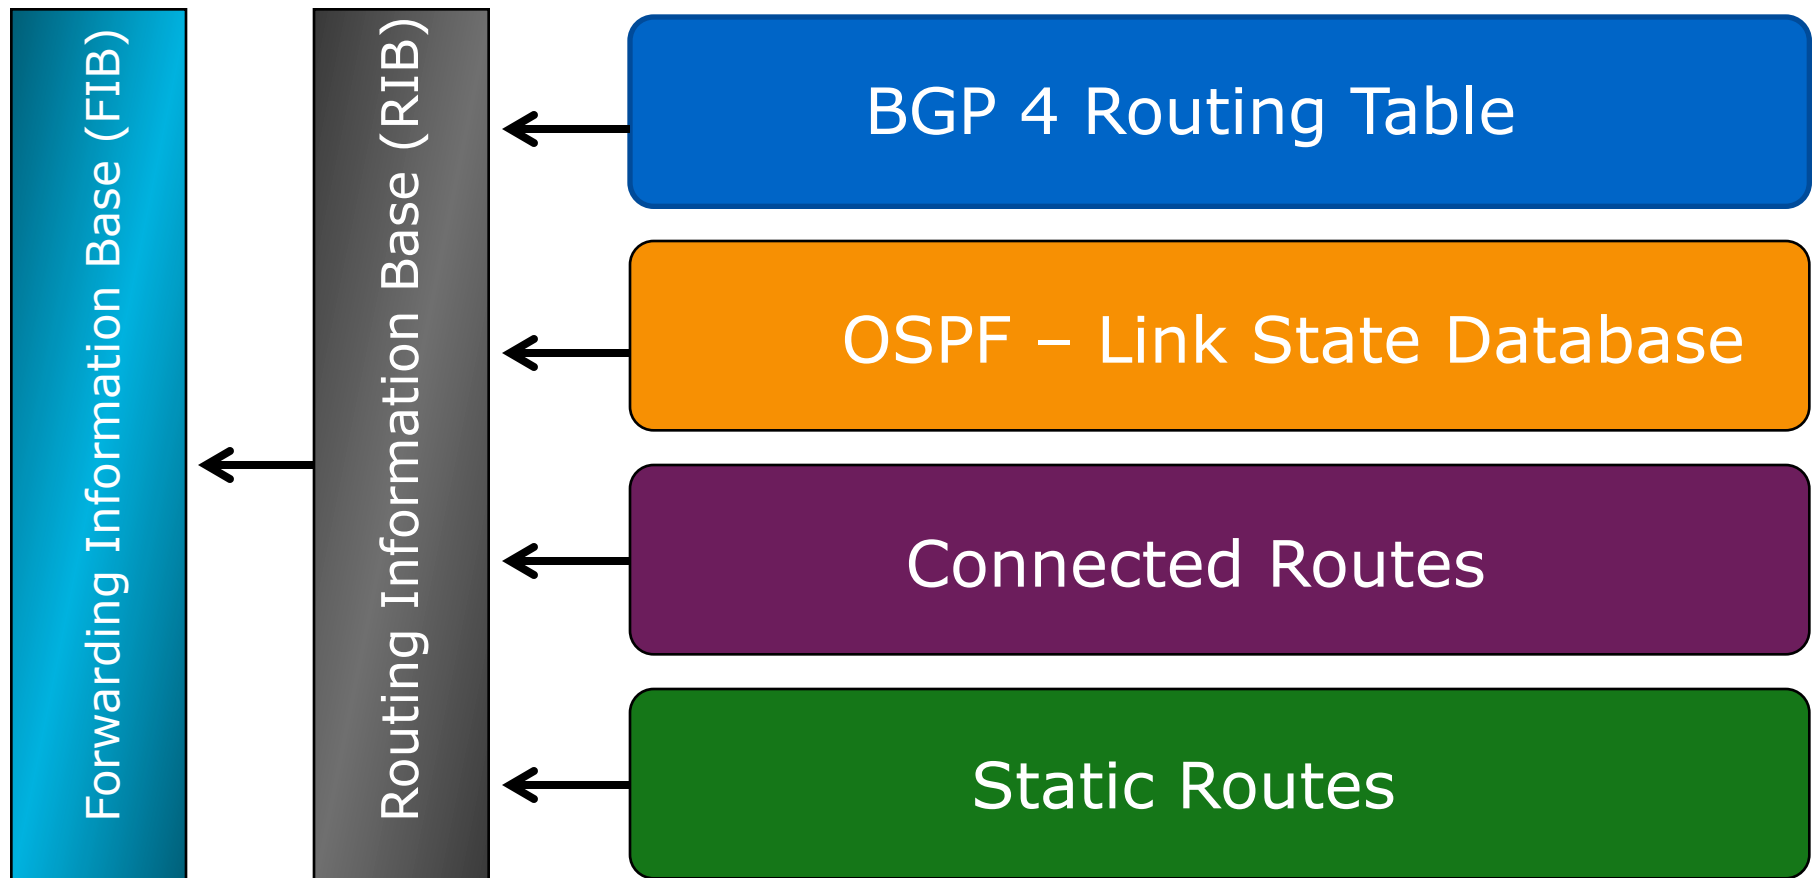 Forwarding Information Base (FIB)
Routing Information Base (RIB)
BGP 4 Routing Table
OSPF – Link State Database
Connected Routes
Static Routes